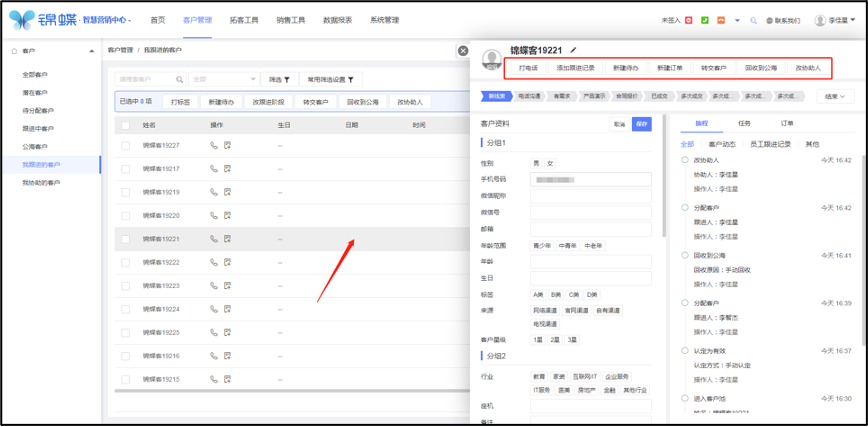 锦蝶 · 智慧营销中心 ·
首页 客户管理 拓客工具 销售工具 数据报表 系统管理
未签入 联系我们 李佳星
客户
全部客户
潜在客户
待分配客户
跟进中客户
公海客户
我跟进的客户
我协助的客户
客户管理 / 我跟进的客户
请搜索客户 全部 筛选 常用筛选设置
已选中 0 项 打标签 新建待办 改跟进阶段 转交客户 回收到公海 改协助人
姓名 操作 生日 日期 时间
锦蝶客19227 --
锦蝶客19217 --
锦蝶客19219 --
锦蝶客19220 --
锦蝶客19221 --
锦蝶客19222 --
锦蝶客19223 --
锦蝶客19224 --
锦蝶客19225 --
锦蝶客19216 --
锦蝶客19215 --
锦蝶客19221
打电话 添加跟进记录 新建待办 新建订单 转交客户 回收到公海 改协助人
新线索 电话沟通 有需求 产品演示 合同报价 已成交 多次成交 多次成... 多次成... 多次成... 结束
客户资料 取消 保存
分组1
性别 男 女
手机号码
微信昵称
微信号
邮箱
年龄范围 青少年 中青年 中老年
年龄
生日
标签 A类 B类 C类 D类
来源 网络渠道 官网渠道 自有渠道
电视渠道
客户星级 1星 2星 3星
分组2
行业 教育 家装 互联网/IT 企业服务
IT服务 医美 房地产 金融 其他行业
座机
备注
旅程 任务 订单
全部 客户动态 员工跟进记录 其他
改协助人 今天 16:42
协助人：李佳星
操作人：李佳星
分配客户 今天 16:42
跟进人：李佳星
操作人：李佳星
回收到公海 今天 16:41
回收原因：手动回收
操作人：李佳星
分配客户 今天 16:39
跟进人：李智杰
操作人：李佳星
认定为有效 今天 16:37
认定方式：手动认定
操作人：李佳星
进入客户池 今天 16:30
姓名：锦蝶客19221